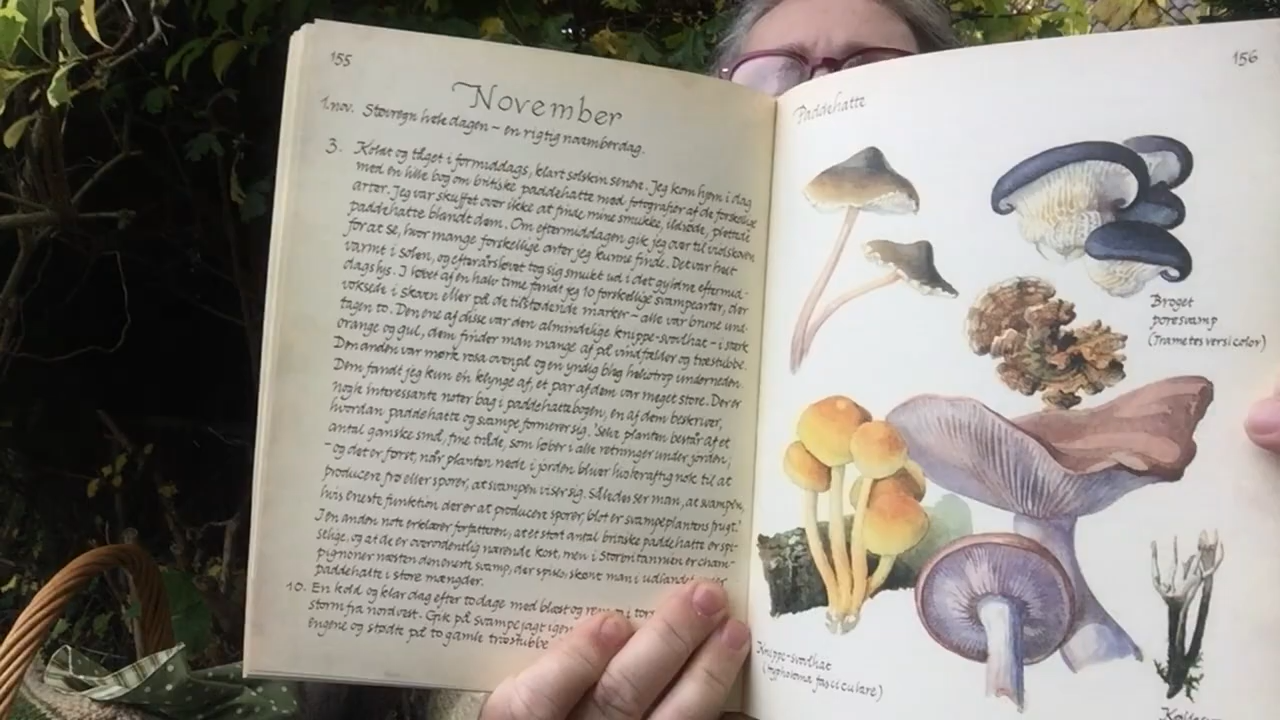 155
November
1. nov. Støvregn hele dagen – en rigtig novemberdag.
3. Koldt og tåget i formiddags, klart solskin senere. Jeg kom hjem i dag
med en lille bog om britiske paddehatte med fotografier af de forskellige
arter. Jeg var skuffet over ikke at finde mine smukke, ildrøde, plettede
paddehatte blandt dem. Om eftermiddagen gik jeg over til vildskoven
for at se, hvor mange forskellige arter jeg kunne finde. Det var helt
varmt i solen, og efterårsløvet tog sig smukt ud i det gyldne eftermid-
dagslys. I løbet af en halv time fandt jeg 10 forskellige svampearter, der
voksede i skoven eller på de tilstødende marker – alle var brune und-
tagen to. Den ene af disse var den almindelige knippe-svovlhat – i stærk
orange og gul, dem finder man mange af på vindfælder og træstubbe.
Den anden var mørk rosa ovenpå og en yndig bleg heliotrop underneden.
Dem fandt jeg kun én klynge af, et par af dem var meget store. Der er
nogle interessante noter bag i paddehattebogen, en af dem beskriver,
hvordan paddehatte og svampe formerer sig. 'Selve planten består af et
antal ganske små, fine tråde, som løber i alle retninger under jorden,
– og det er først, når planten nede i jorden bliver livskraftig nok til at
producere frø eller sporer, at svampen viser sig. Således ser man, at svampen,
hvis eneste funktion der er at producere sporer, blot er svampeplantens frugt.'
I en anden note erklærer forfatteren, at et stort antal britiske paddehatte er spi-
selige, og at de er overordentlig nærende kost, men i Storbritannien er cham-
pignoner næsten den eneste svamp, der spises, skønt man i udlandet
paddehatte i store mængder.
10. En kold og klar dag efter to dage med blæst og regn
storm fra nordvest. Gik på svampejagt igen
engene og stødte på to gamle træstubbe
156
Paddehatte
Broget
poresvamp
(Trametes versicolor)
Knippe-svovlhat
(Hypholoma fasciculare)